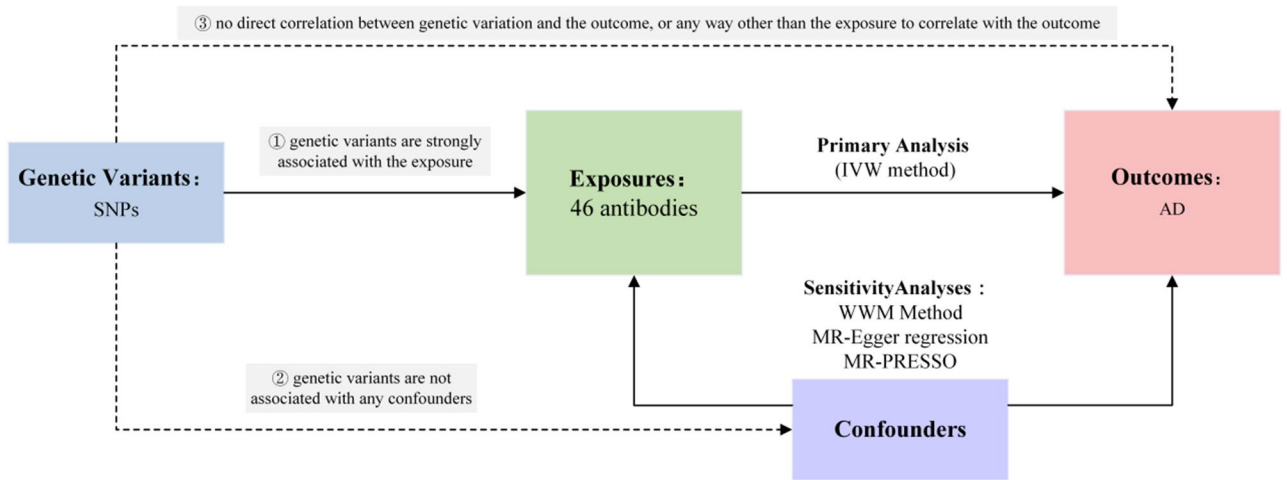 ③ no direct correlation between genetic variation and the outcome, or any way other than the exposure to correlate with the outcome
① genetic variants are strongly
associated with the exposure
Primary Analysis
(IVW method)
Genetic Variants：
SNPs
Exposures：
46 antibodies
Outcomes：
AD
SensitivityAnalyses：
WWM Method
MR-Egger regression
MR-PRESSO
② genetic variants are not
associated with any confounders
Confounders